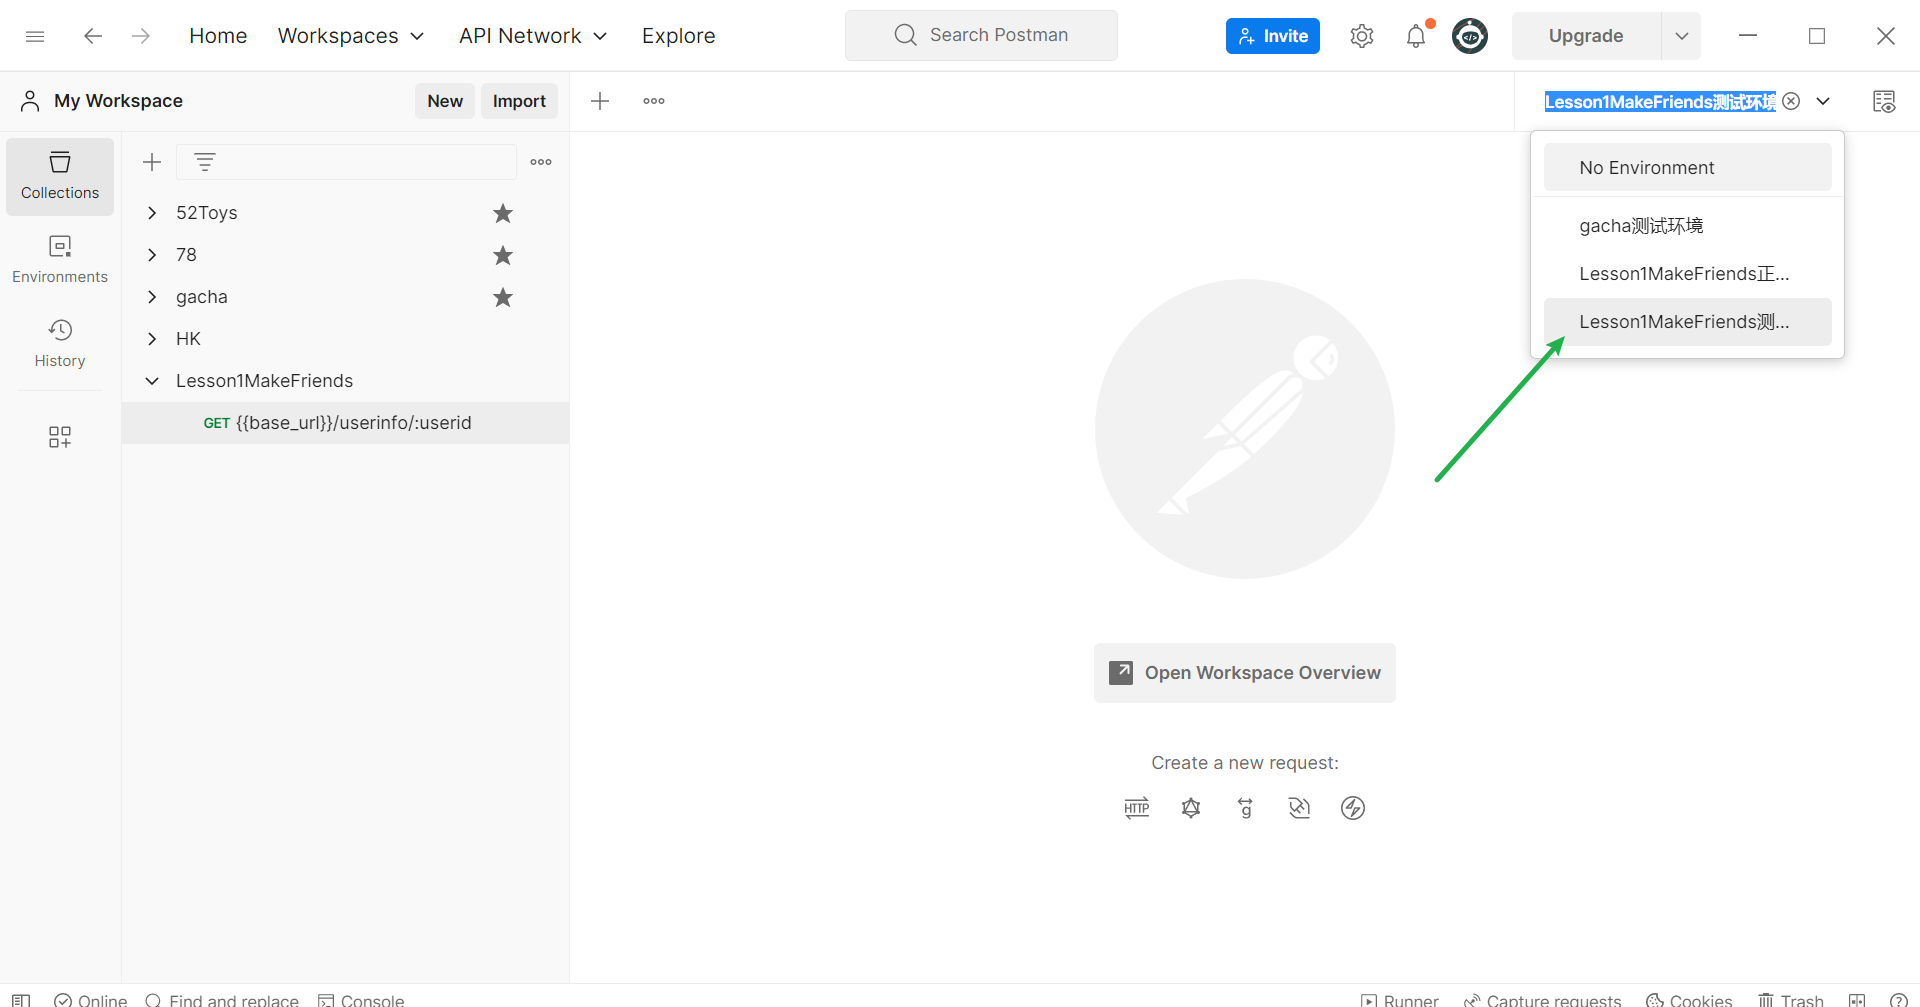 Home Workspaces API Network Explore Search Postman Invite Upgrade
My Workspace New Import Lesson1MakeFriends测试环境
Collections
Environments
History
52Toys
78
gacha
HK
Lesson1MakeFriends
GET {{base_url}}/userinfo/:userid
No Environment
gacha测试环境
Lesson1MakeFriends正...
Lesson1MakeFriends测...
Open Workspace Overview
Create a new request:
HTTP g
Online Find and replace Console Runner Capture requests Cookies Trash